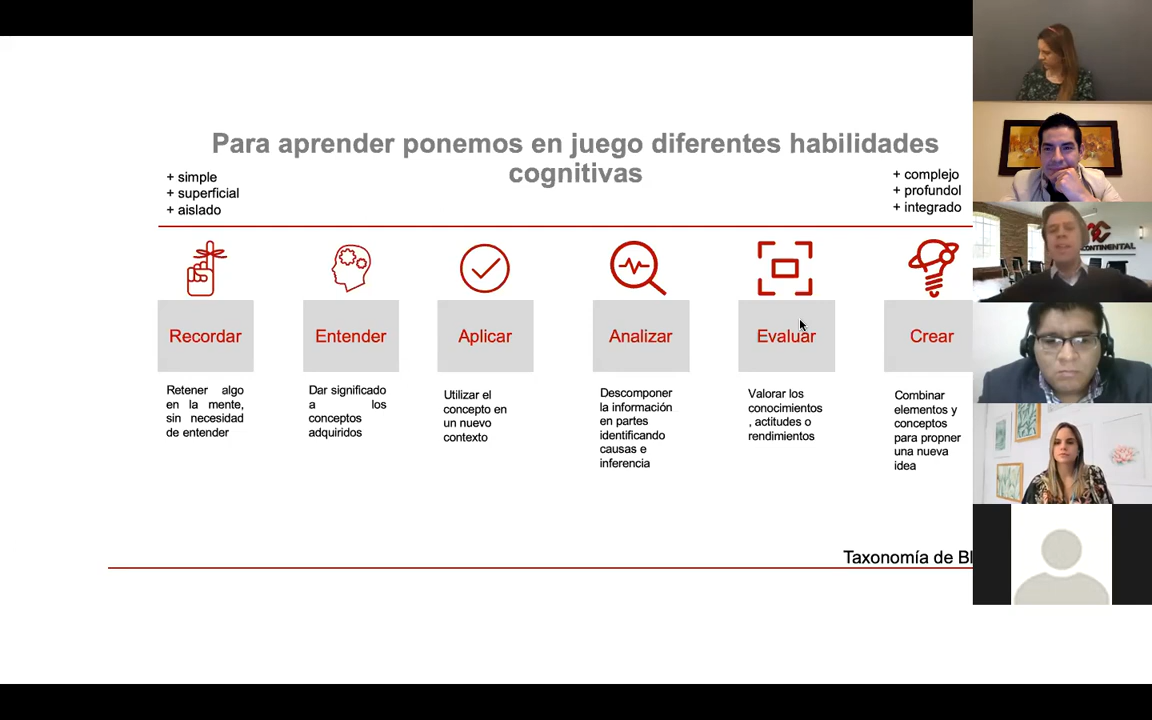 Para aprender ponemos en juego diferentes habilidades
cognitivas
+ simple
+ superficial
+ aislado
+ complejo
+ profundol
+ integrado
Recordar
Entender
Aplicar
Analizar
Evaluar
Crear
Retener algo
en la mente,
sin necesidad
de entender
Dar significado
a los
conceptos
adquiridos
Utilizar el
concepto en
un nuevo
contexto
Descomponer
la información
en partes
identificando
causas e
inferencia
Valorar los
conocimientos
, actitudes o
rendimientos
Combinar
elementos y
conceptos
para propner
una nueva
idea
Taxonomía de Bl
CONTINENTAL